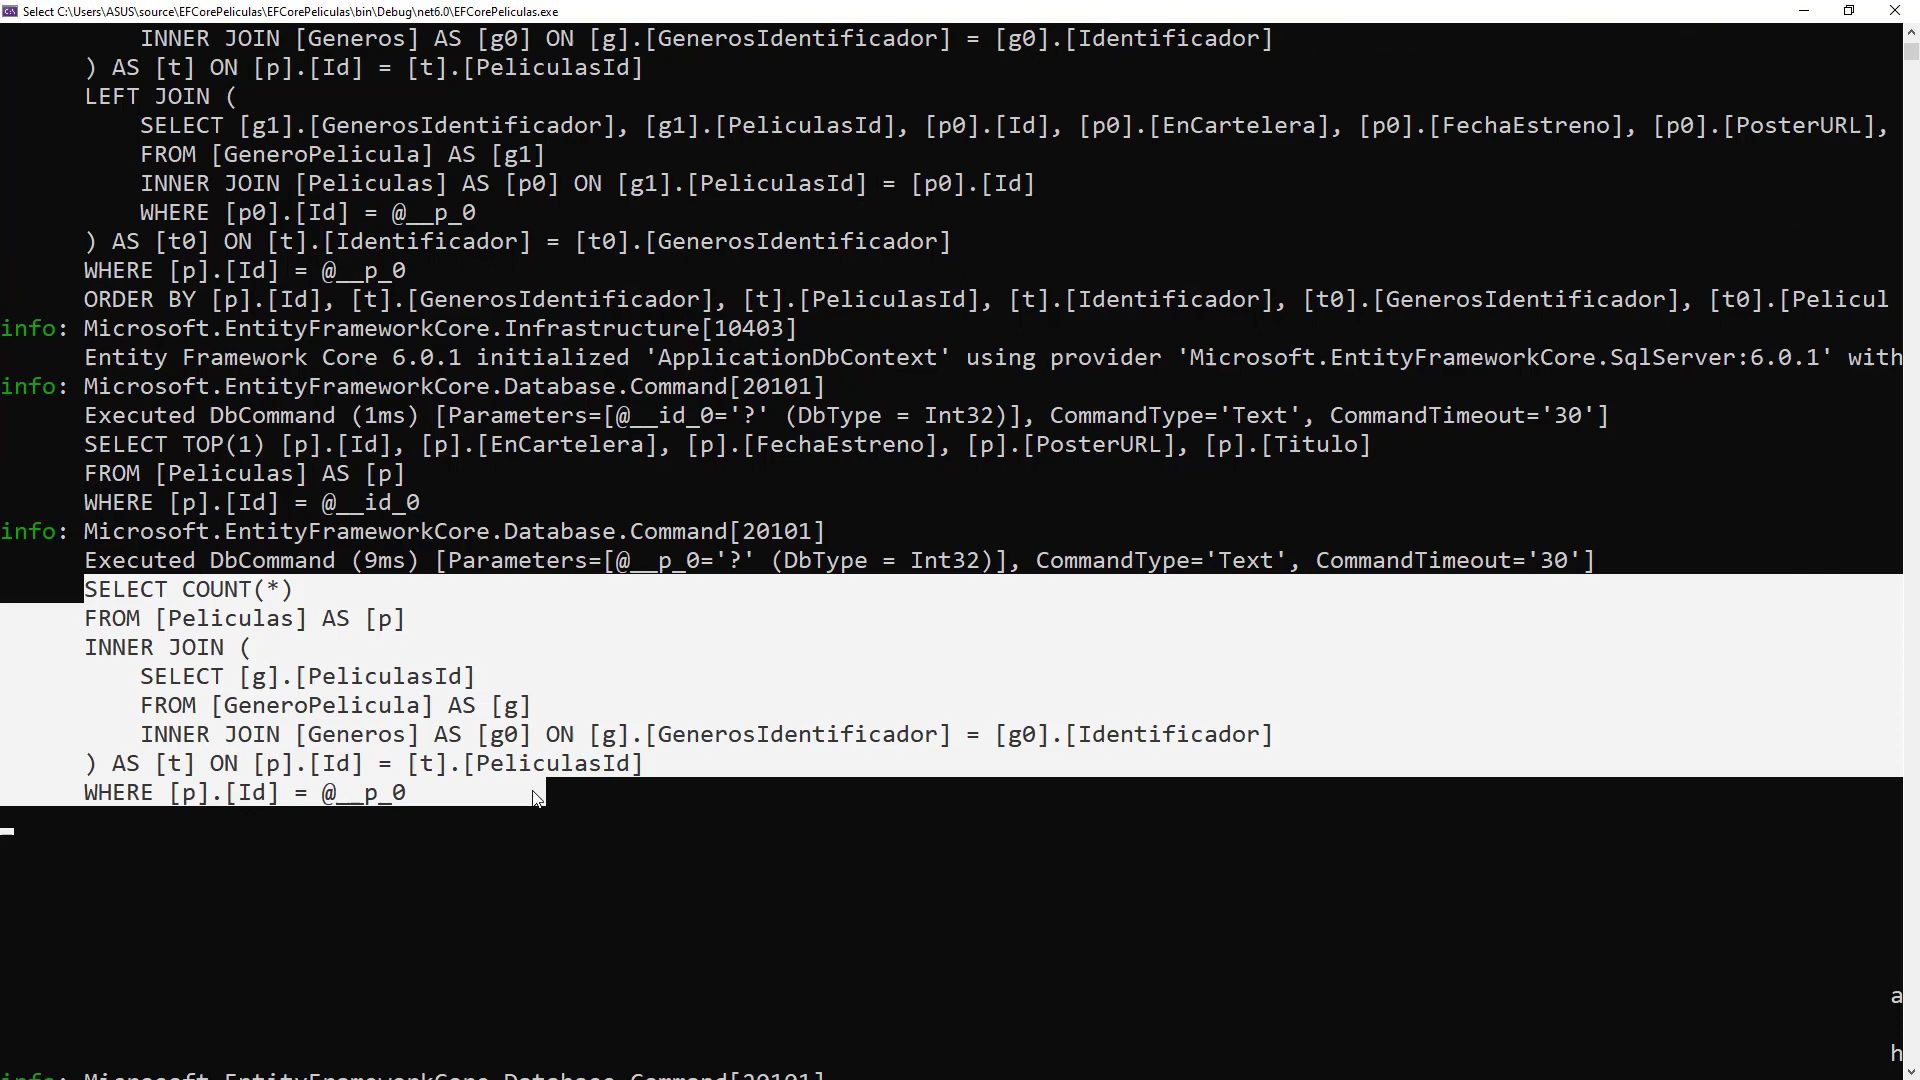 Select C:\Users\ASUS\source\EFCorePeliculas\EFCorePeliculas\bin\Debug\net6.0\EFCorePeliculas.exe
INNER JOIN [Generos] AS [g0] ON [g].[GenerosIdentificador] = [g0].[Identificador]
) AS [t] ON [p].[Id] = [t].[PeliculasId]
LEFT JOIN (
SELECT [g1].[GenerosIdentificador], [g1].[PeliculasId], [p0].[Id], [p0].[EnCartelera], [p0].[FechaEstreno], [p0].[PosterURL],
FROM [GeneroPelicula] AS [g1]
INNER JOIN [Peliculas] AS [p0] ON [g1].[PeliculasId] = [p0].[Id]
WHERE [p0].[Id] = @__p_0
) AS [t0] ON [t].[Identificador] = [t0].[GenerosIdentificador]
WHERE [p].[Id] = @__p_0
ORDER BY [p].[Id], [t].[GenerosIdentificador], [t].[PeliculasId], [t].[Identificador], [t0].[GenerosIdentificador], [t0].[Pelicul
info: Microsoft.EntityFrameworkCore.Infrastructure[10403]
Entity Framework Core 6.0.1 initialized 'ApplicationDbContext' using provider 'Microsoft.EntityFrameworkCore.SqlServer:6.0.1' with
info: Microsoft.EntityFrameworkCore.Database.Command[20101]
Executed DbCommand (1ms) [Parameters=[@__id_0='?' (DbType = Int32)], CommandType='Text', CommandTimeout='30']
SELECT TOP(1) [p].[Id], [p].[EnCartelera], [p].[FechaEstreno], [p].[PosterURL], [p].[Titulo]
FROM [Peliculas] AS [p]
WHERE [p].[Id] = @__id_0
info: Microsoft.EntityFrameworkCore.Database.Command[20101]
Executed DbCommand (9ms) [Parameters=[@__p_0='?' (DbType = Int32)], CommandType='Text', CommandTimeout='30']
SELECT COUNT(*)
FROM [Peliculas] AS [p]
INNER JOIN (
SELECT [g].[PeliculasId]
FROM [GeneroPelicula] AS [g]
INNER JOIN [Generos] AS [g0] ON [g].[GenerosIdentificador] = [g0].[Identificador]
) AS [t] ON [p].[Id] = [t].[PeliculasId]
WHERE [p].[Id] = @__p_0
a
h
info: Microsoft.EntityFrameworkCore.Database.Command[20101]